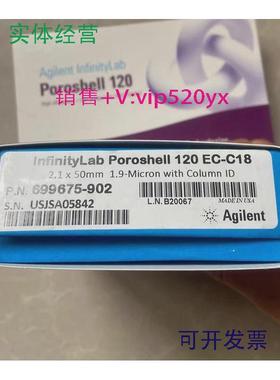 实体经营
Agilent InfinityLab
Poroshell 120
销售+V:vip520yx
InfinityLab Poroshell 120 EC-C18
2.1 x 50mm 1.9-Micron with Column ID
P.N. 699675-902
L.N. B20067
MADE IN USA
S.N. USJSA05842
Agilent
可开发票